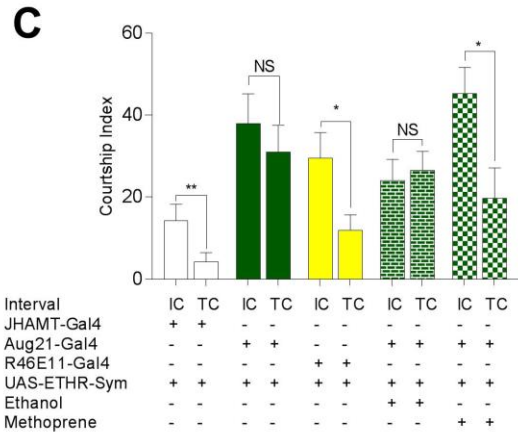 C
60
40
20
0
Courtship Index
** NS * NS *
Interval IC TC IC TC IC TC IC TC IC TC
JHAMT-Gal4 + + - - - - - - - -
Aug21-Gal4 - - + + - - + + + +
R46E11-Gal4 - - - - + + - - - -
UAS-ETHR-Sym + + + + + + + + + +
Ethanol - - - - - - + + - -
Methoprene - - - - - - - - + +